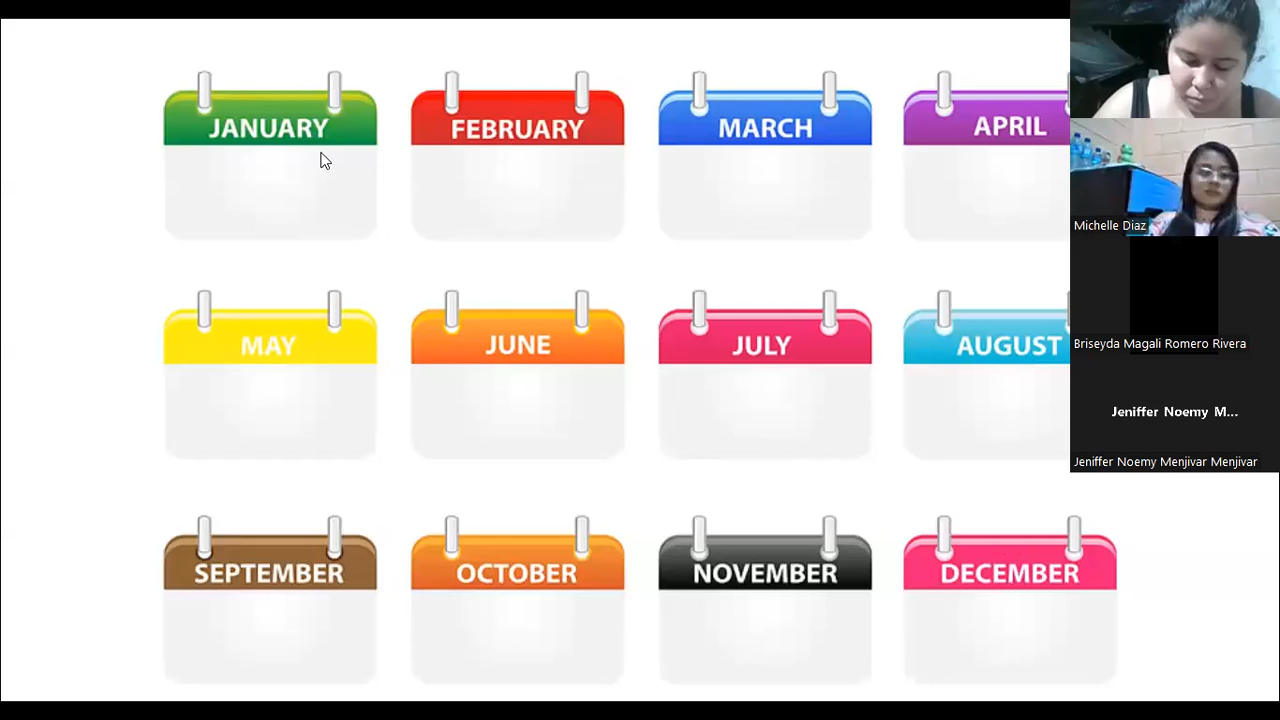 JANUARY
FEBRUARY
MARCH
APRIL
Michelle Diaz
Briseyda Magali Romero Rivera
MAY
JUNE
JULY
AUGUST
Jeniffer Noemy M...
Jeniffer Noemy Menjivar Menjivar
SEPTEMBER
OCTOBER
NOVEMBER
DECEMBER